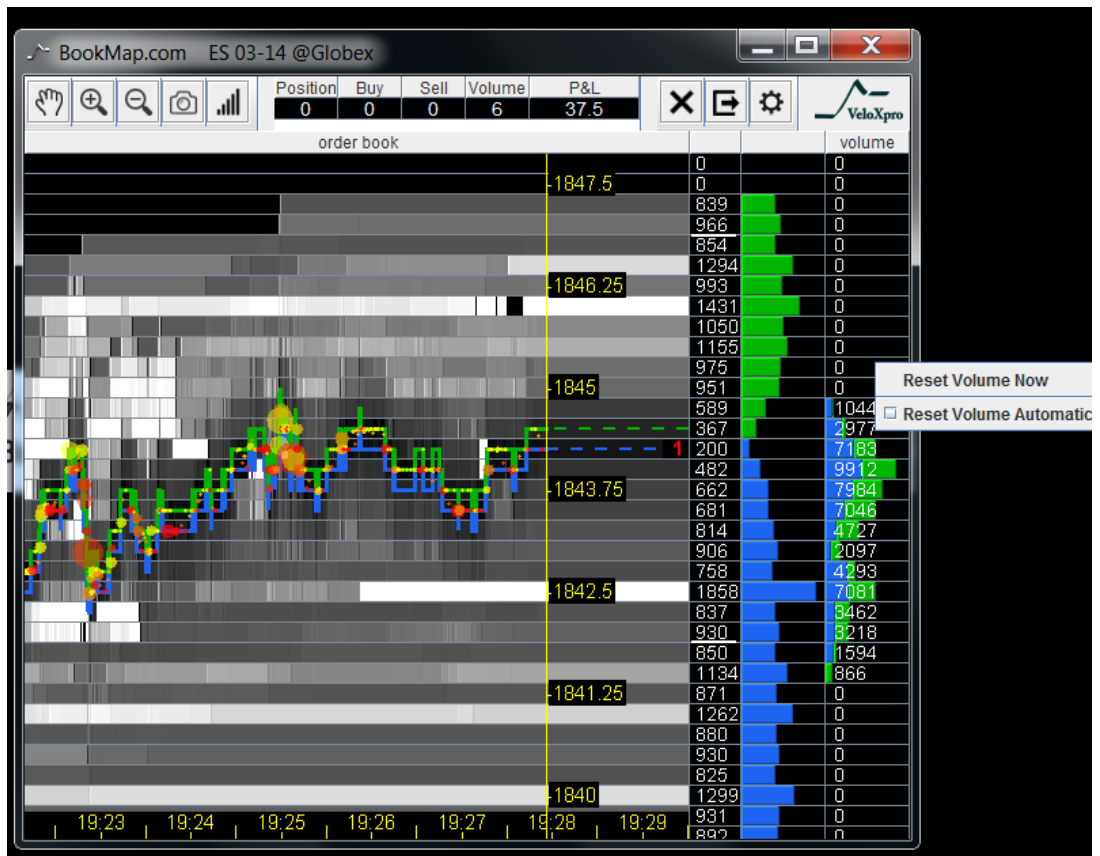 BookMap.com ES 03-14 @Globex
Position Buy Sell Volume P&L
0 0 0 6 37.5
VeloXpro
order book volume
0 0
1847.5 0 0
839 0
966 0
854 0
1294 0
1846.25 993 0
1431 0
1050 0
1155 0
975 0
1845 951 0
589 1044
367 2977
1 200 7183
482 9912
1843.75 662 7984
681 7046
814 4727
906 2097
758 4293
1842.5 1858 7081
837 3462
930 3218
850 1594
1134 866
1841.25 871 0
1262 0
880 0
930 0
825 0
1840 1299 0
931 0
892 0
19:23 19:24 19:25 19:26 19:27 19:28 19:29
Reset Volume Now
Reset Volume Automatic